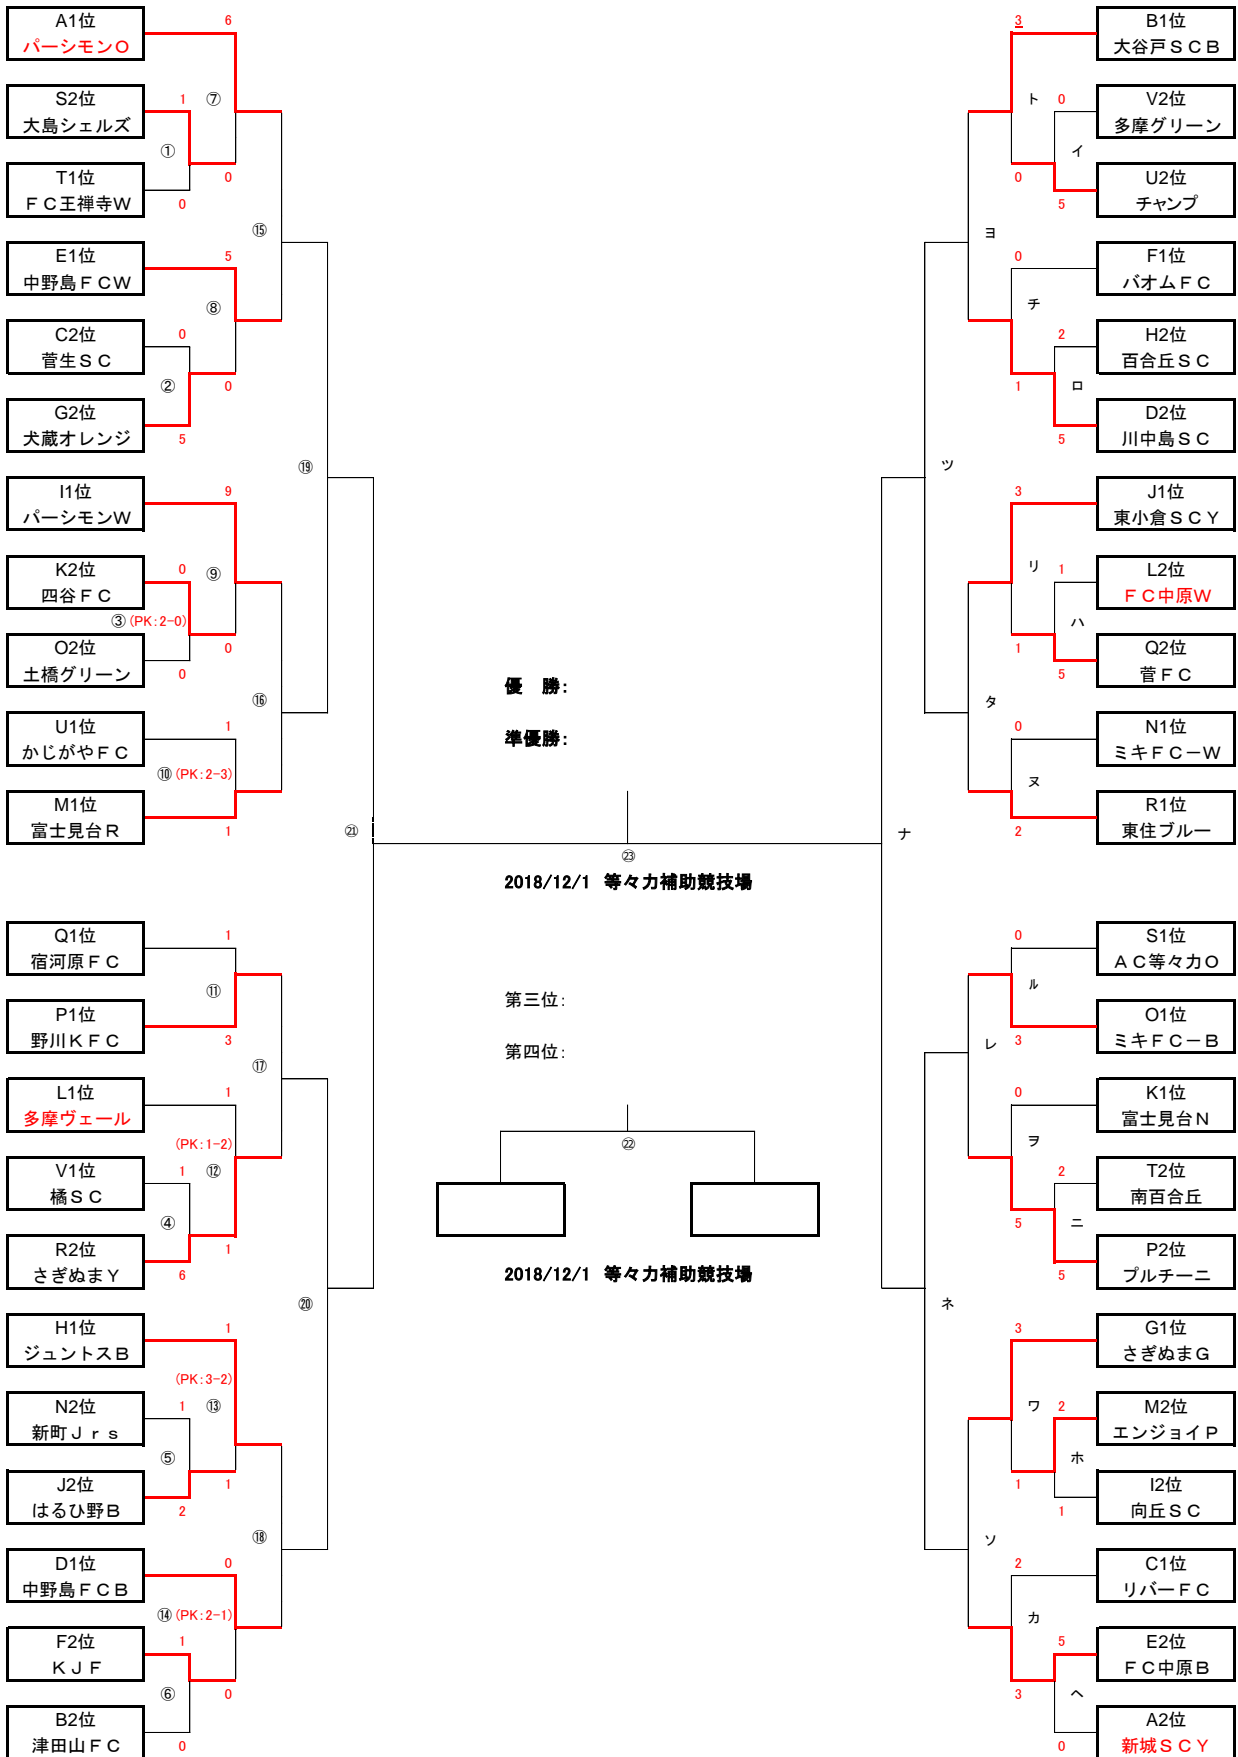 A1位
パーシモンO
6
S2位
大島シェルズ
1
⑦
①
T1位
ＦＣ王禅寺W
0
0
⑮
E1位
中野島ＦＣW
5
⑧
C2位
菅生ＳＣ
0
②
0
G2位
犬蔵オレンジ
5
⑲
I1位
パーシモンW
9
K2位
四谷ＦＣ
0
⑨
③(PK:2-0)
O2位
土橋グリーン
0
0
⑯
U1位
かじがやＦＣ
1
⑩(PK:2-3)
M1位
富士見台Ｒ
1
㉑
Q1位
宿河原ＦＣ
1
⑪
P1位
野川ＫＦＣ
3
⑰
L1位
多摩ヴェール
1
(PK:1-2)
V1位
橘ＳＣ
1
⑫
④
R2位
さぎぬまＹ
6
1
⑳
H1位
ジュントスＢ
1
(PK:3-2)
N2位
新町Ｊｒｓ
1
⑬
⑤
J2位
はるひ野Ｂ
2
1
⑱
D1位
中野島ＦＣＢ
0
⑭(PK:2-1)
F2位
ＫＪＦ
1
⑥
0
B2位
津田山ＦＣ
0
優　勝：
準優勝：
㉓
2018/12/1 等々力補助競技場
第三位：
第四位：
㉒
2018/12/1 等々力補助競技場
3
B1位
大谷戸ＳＣＢ
ト
0
V2位
多摩グリーン
イ
0
5
U2位
チャンプ
ヨ
0
F1位
バオムＦＣ
チ
2
H2位
百合丘ＳＣ
1
ロ
5
D2位
川中島ＳＣ
ツ
3
J1位
東小倉ＳＣＹ
リ
1
L2位
ＦＣ中原W
ハ
1
5
Q2位
菅ＦＣ
タ
0
N1位
ミキＦＣ－W
ヌ
2
R1位
東住ブルー
ナ
0
S1位
ＡＣ等々力Ｏ
ル
3
O1位
ミキＦＣ－Ｂ
レ
0
K1位
富士見台Ｎ
ヲ
2
T2位
南百合丘
5
ニ
5
P2位
プルチーニ
ネ
3
G1位
さぎぬまＧ
ワ
2
M2位
エンジョイＰ
ホ
1
1
I2位
向丘ＳＣ
ソ
2
C1位
リバーＦＣ
カ
5
E2位
ＦＣ中原Ｂ
3
ヘ
0
A2位
新城ＳＣＹ